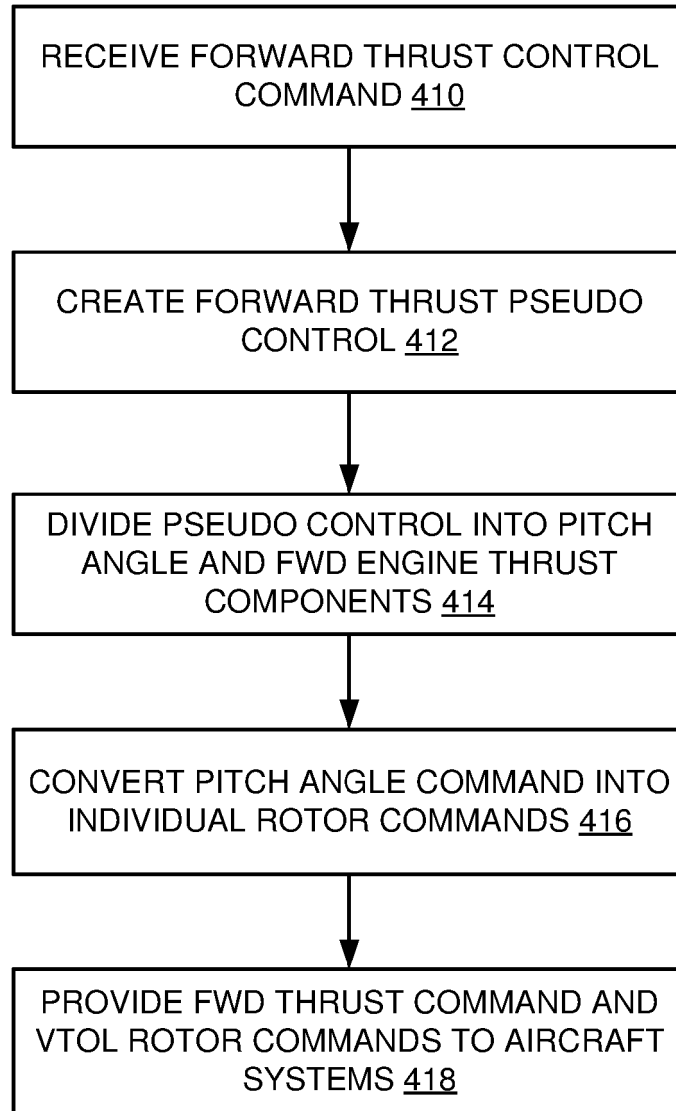 RECEIVE FORWARD THRUST CONTROL
COMMAND 410
CREATE FORWARD THRUST PSEUDO
CONTROL 412
DIVIDE PSEUDO CONTROL INTO PITCH
ANGLE AND FWD ENGINE THRUST
COMPONENTS 414
CONVERT PITCH ANGLE COMMAND INTO
INDIVIDUAL ROTOR COMMANDS 416
PROVIDE FWD THRUST COMMAND AND
VTOL ROTOR COMMANDS TO AIRCRAFT
SYSTEMS 418